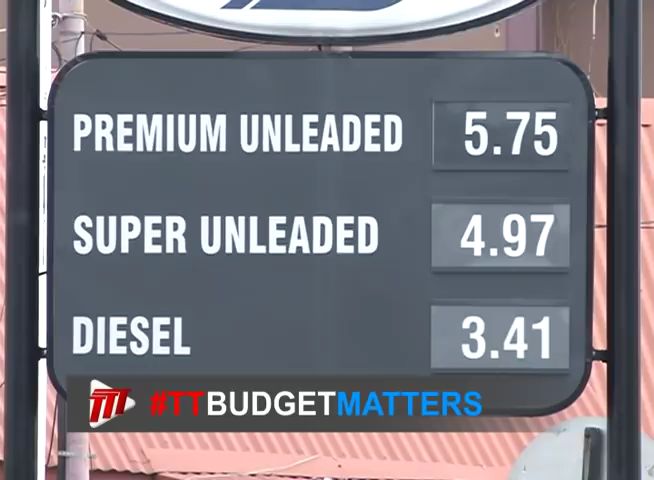 PREMIUM UNLEADED 5.75
SUPER UNLEADED 4.97
DIESEL 3.41
#TTBUDGETMATTERS